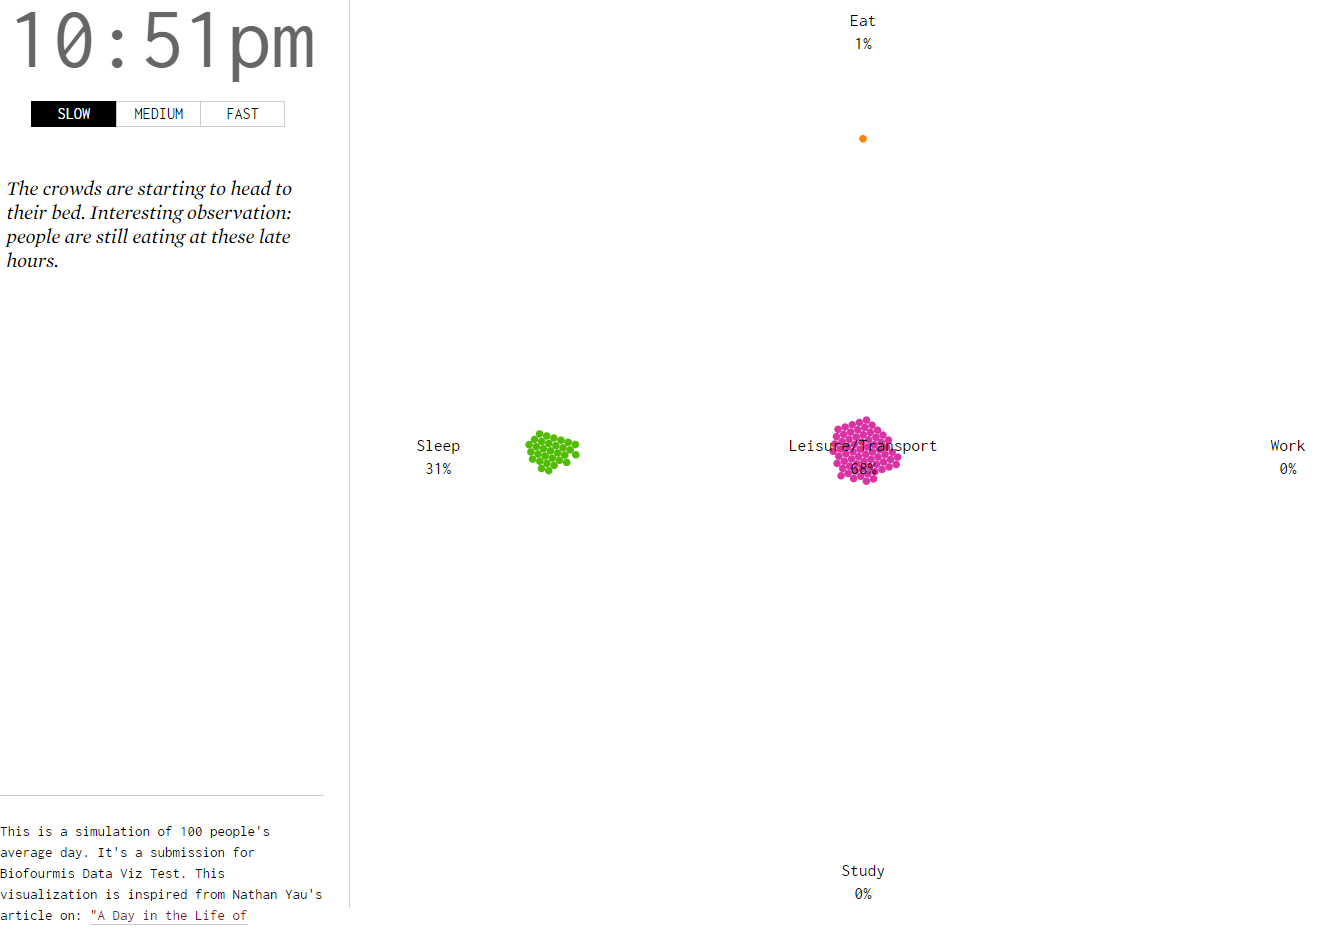 10:51pm
SLOW MEDIUM FAST
The crowds are starting to head to
their bed. Interesting observation:
people are still eating at these late
hours.
This is a simulation of 100 people's
average day. It's a submission for
Biofourmis Data Viz Test. This
visualization is inspired from Nathan Yau's
article on: "A Day in the Life of
Eat
1%
Sleep
31%
Leisure/Transport
68%
Work
0%
Study
0%